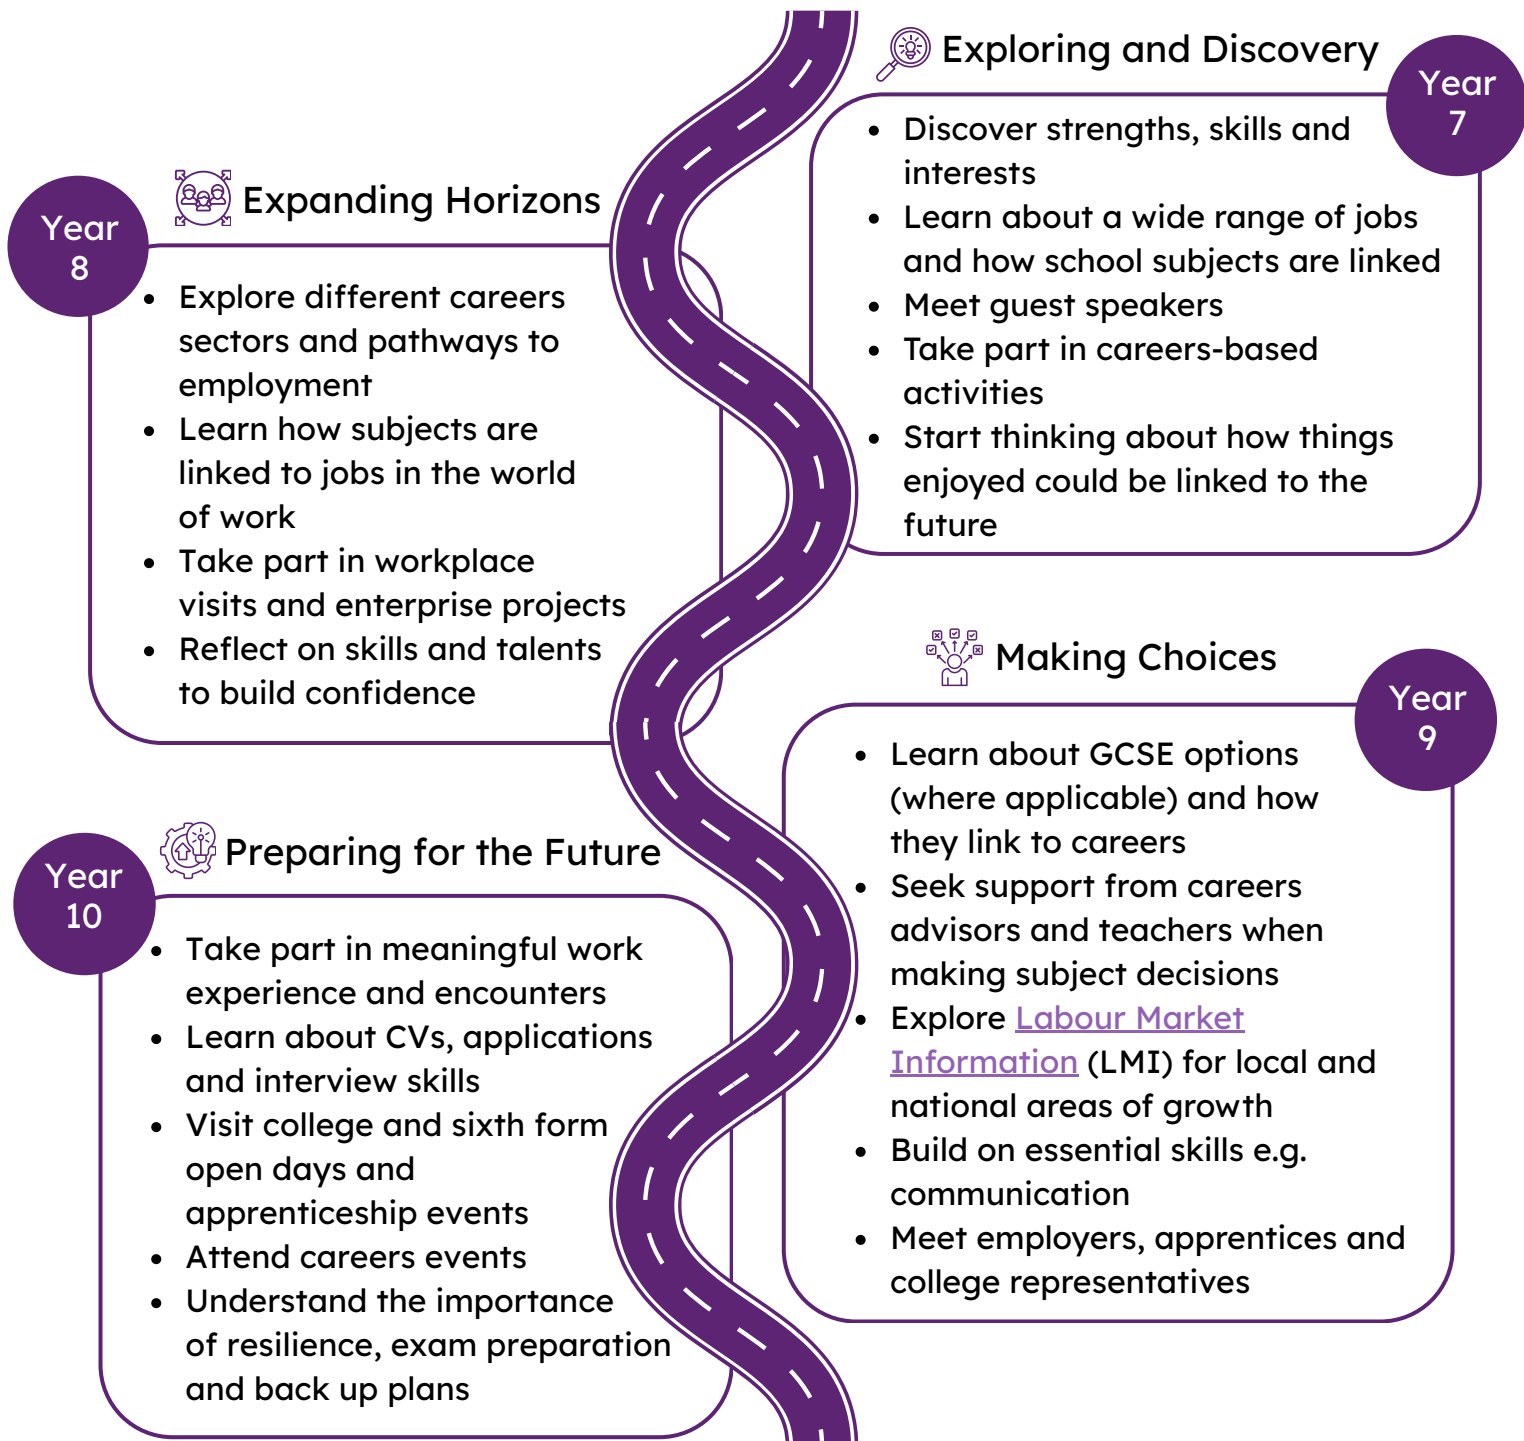 Exploring and Discovery
Year
7
• Discover strengths, skills and
interests
• Learn about a wide range of jobs
and how school subjects are linked
• Meet guest speakers
• Take part in careers-based
activities
• Start thinking about how things
enjoyed could be linked to the
future
Expanding Horizons
Year
8
• Explore different careers
sectors and pathways to
employment
• Learn how subjects are
linked to jobs in the world
of work
• Take part in workplace
visits and enterprise projects
• Reflect on skills and talents
to build confidence
Making Choices
Year
9
• Learn about GCSE options
(where applicable) and how
they link to careers
• Seek support from careers
advisors and teachers when
making subject decisions
• Explore Labour Market
Information (LMI) for local and
national areas of growth
• Build on essential skills e.g.
communication
• Meet employers, apprentices and
college representatives
Preparing for the Future
Year
10
• Take part in meaningful work
experience and encounters
• Learn about CVs, applications
and interview skills
• Visit college and sixth form
open days and
apprenticeship events
• Attend careers events
• Understand the importance
of resilience, exam preparation
and back up plans